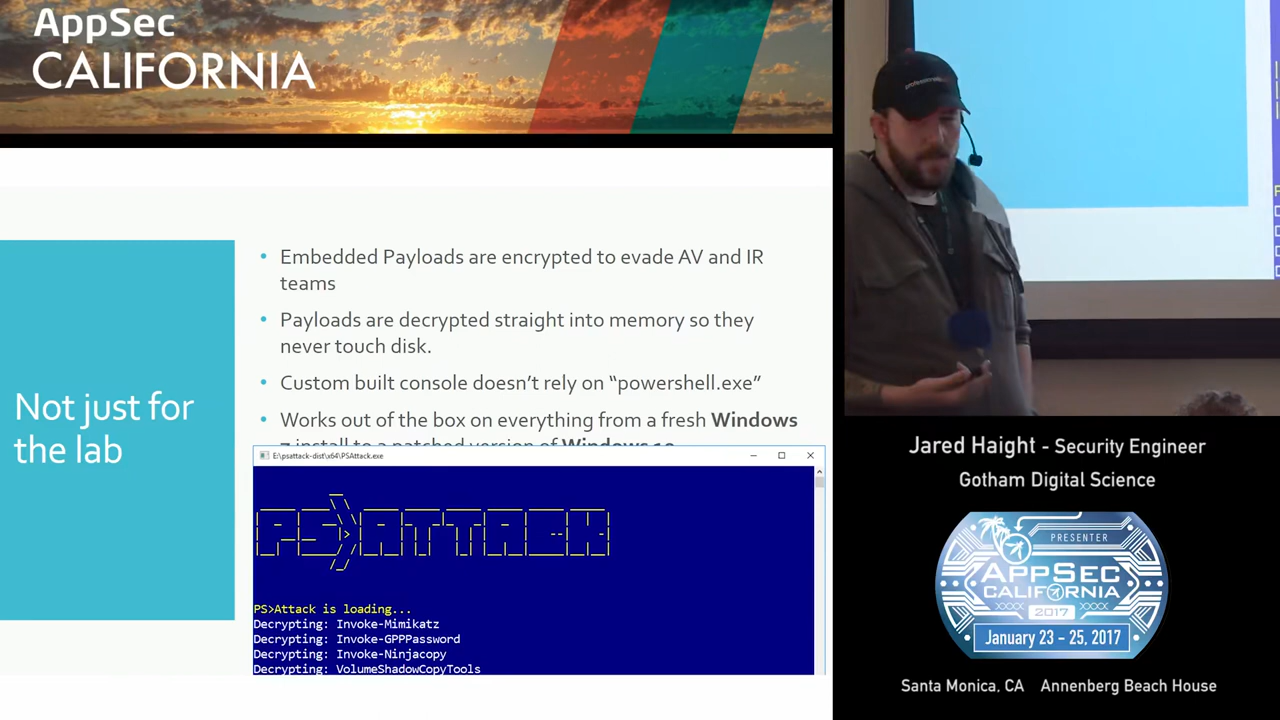 AppSec
CALIFORNIA
Not just for
the lab
• Embedded Payloads are encrypted to evade AV and IR
teams
• Payloads are decrypted straight into memory so they
never touch disk.
• Custom built console doesn't rely on “powershell.exe”
• Works out of the box on everything from a fresh Windows
7 install to a patched version of Windows 10
E:\psattack-dist\x64\PSAttack.exe
PS>ATTACK
PS>Attack is loading...
Decrypting: Invoke-Mimikatz
Decrypting: Invoke-GPPPassword
Decrypting: Invoke-Ninjacopy
Decrypting: VolumeShadowCopyTools
Jared Haight - Security Engineer
Gotham Digital Science
PRESENTER
APPSEC
CALIFORNIA
2017
January 23 - 25, 2017
Santa Monica, CA Annenberg Beach House